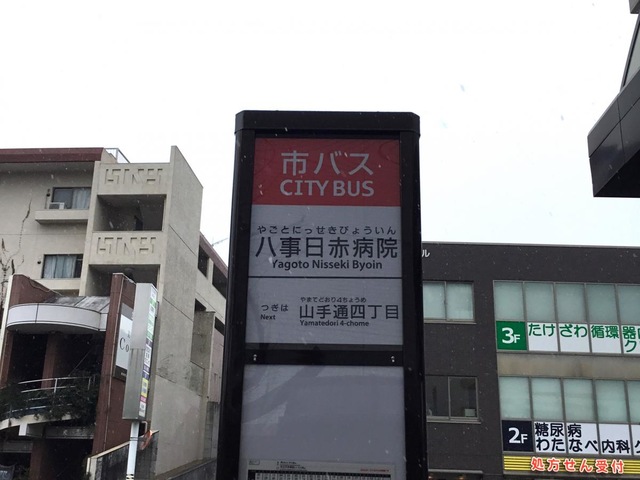 市バス
CITY BUS
やごとにっせきびょういん
八事日赤病院
Yagoto Nisseki Byoin
やまてどおり4ちょうめ
つぎは 山手通四丁目
Next Yamatedori 4-chome
3F たけざわ循環器
2F 糖尿病
わたなべ内科ク
処方せん受付